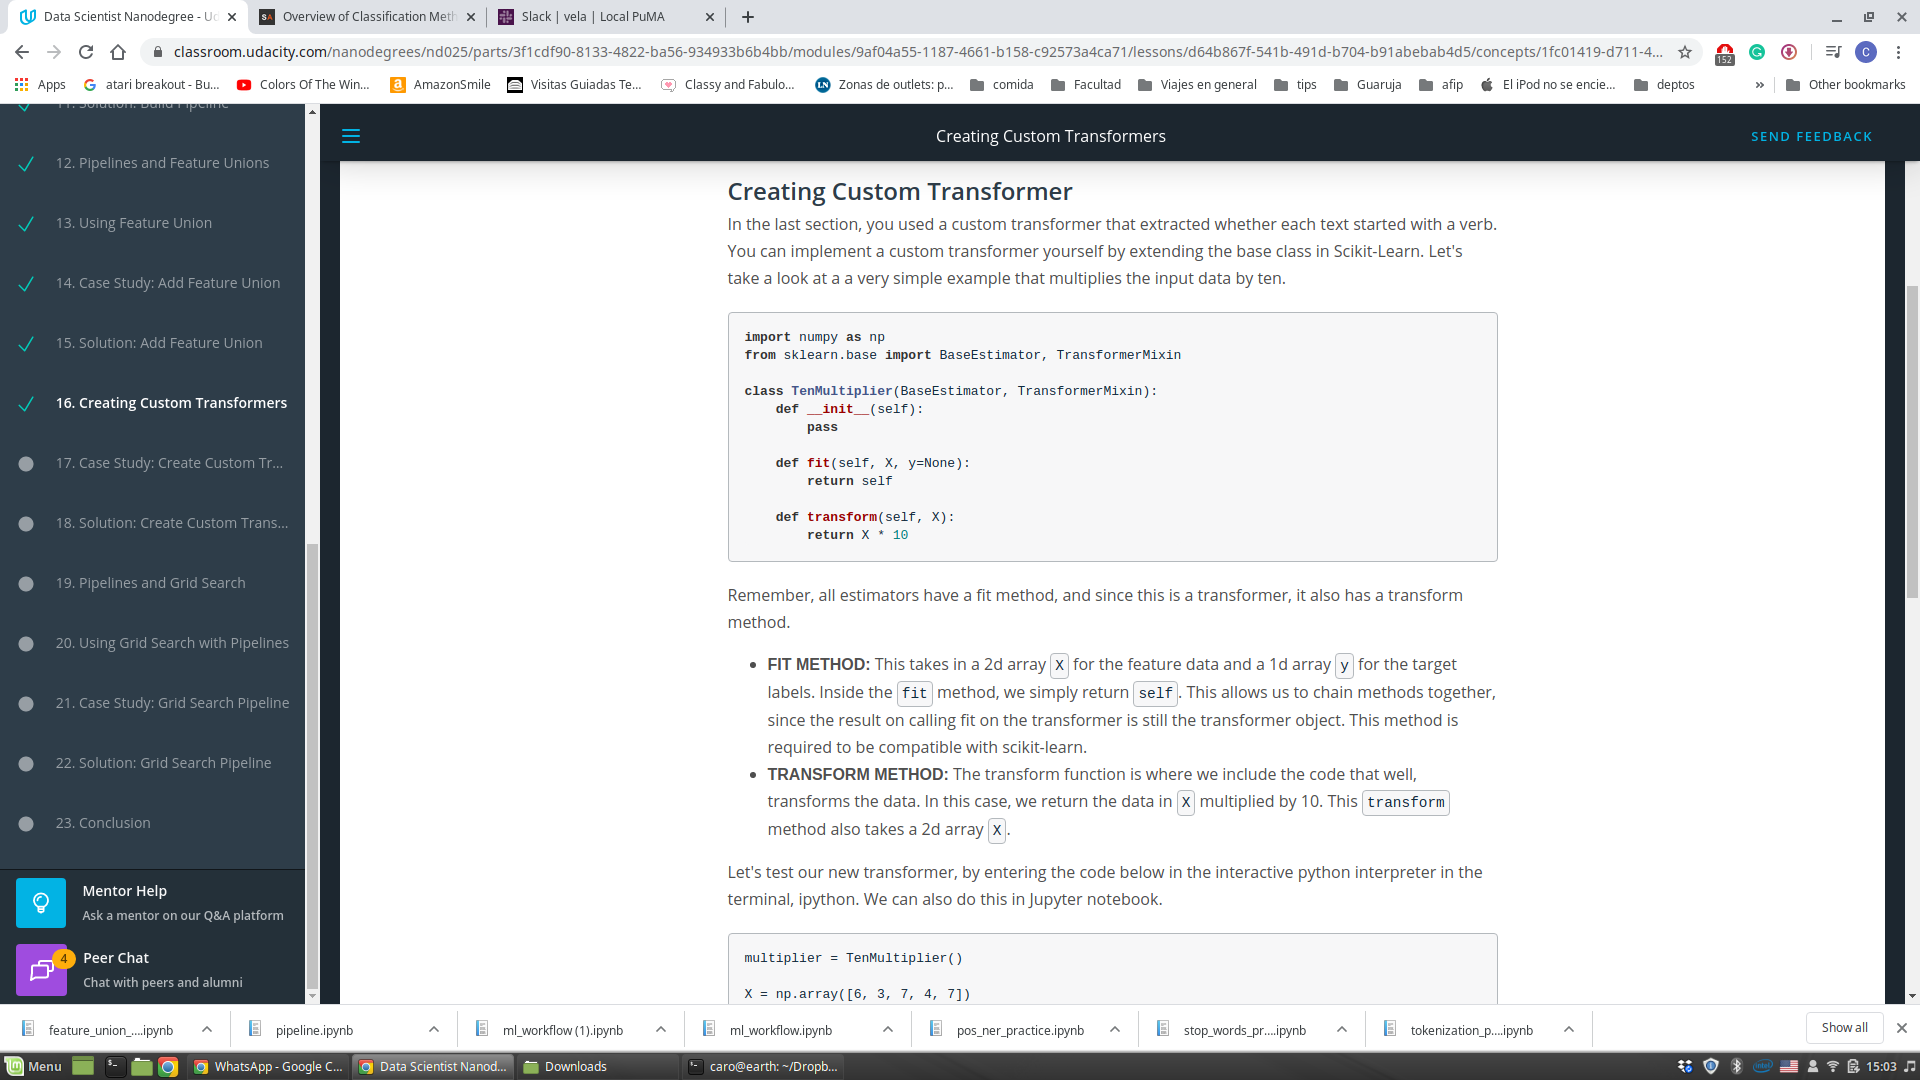 Data Scientist Nanodegree - Ud
Overview of Classification Meth
Slack | vela | Local PuMA
classroom.udacity.com/nanodegrees/nd025/parts/3f1cdf90-8133-4822-ba56-934933b6b4bb/modules/9af04a55-1187-4661-b158-c92573a4ca71/lessons/d64b867f-541b-491d-b704-b91abebab4d5/concepts/1fc01419-d711-4...
152
C
Apps
atari breakout - Bu...
Colors Of The Win...
AmazonSmile
Visitas Guiadas Te...
Classy and Fabulo...
Zonas de outlets: p...
comida
Facultad
Viajes en general
tips
Guaruja
afip
El iPod no se encie...
deptos
»
Other bookmarks
11. Solution: Build Pipeline
12. Pipelines and Feature Unions
13. Using Feature Union
14. Case Study: Add Feature Union
15. Solution: Add Feature Union
16. Creating Custom Transformers
17. Case Study: Create Custom Tr...
18. Solution: Create Custom Trans...
19. Pipelines and Grid Search
20. Using Grid Search with Pipelines
21. Case Study: Grid Search Pipeline
22. Solution: Grid Search Pipeline
23. Conclusion
Mentor Help
Ask a mentor on our Q&A platform
4
Peer Chat
Chat with peers and alumni
Creating Custom Transformers
SEND FEEDBACK
Creating Custom Transformer
In the last section, you used a custom transformer that extracted whether each text started with a verb.
You can implement a custom transformer yourself by extending the base class in Scikit-Learn. Let's
take a look at a a very simple example that multiplies the input data by ten.
import numpy as np
from sklearn.base import BaseEstimator, TransformerMixin
class TenMultiplier(BaseEstimator, TransformerMixin):
def __init__(self):
pass
def fit(self, X, y=None):
return self
def transform(self, X):
return X * 10
Remember, all estimators have a fit method, and since this is a transformer, it also has a transform
method.
• FIT METHOD: This takes in a 2d array X for the feature data and a 1d array y for the target
labels. Inside the fit method, we simply return self. This allows us to chain methods together,
since the result on calling fit on the transformer is still the transformer object. This method is
required to be compatible with scikit-learn.
• TRANSFORM METHOD: The transform function is where we include the code that well,
transforms the data. In this case, we return the data in X multiplied by 10. This transform
method also takes a 2d array X.
Let's test our new transformer, by entering the code below in the interactive python interpreter in the
terminal, ipython. We can also do this in Jupyter notebook.
multiplier = TenMultiplier()
X = np.array([6, 3, 7, 4, 7])
feature_union_....ipynb
pipeline.ipynb
ml_workflow (1).ipynb
ml_workflow.ipynb
pos_ner_practice.ipynb
stop_words_pr....ipynb
tokenization_p....ipynb
Show all
Menu
WhatsApp - Google C...
Data Scientist Nanod...
Downloads
caro@earth: ~/Dropb...
15:03